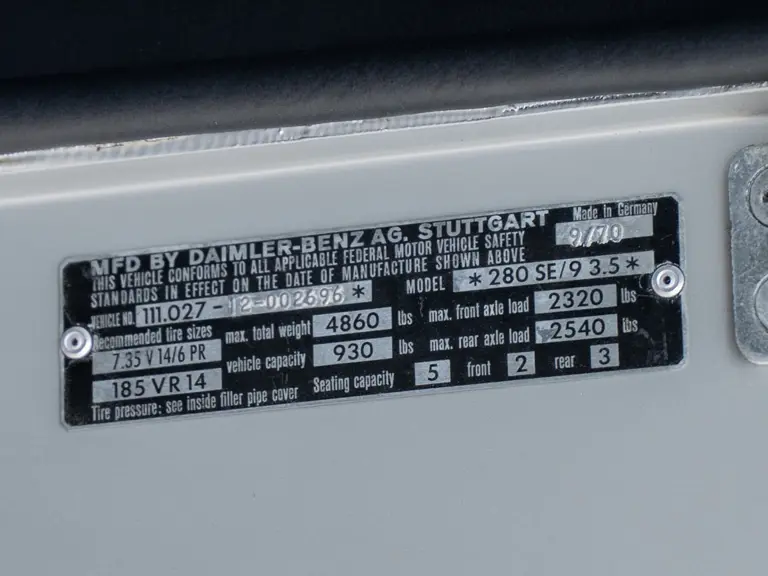 MFD BY DAIMLER-BENZ AG. STUTTGART Made in Germany
THIS VEHICLE CONFORMS TO ALL APPLICABLE FEDERAL MOTOR VEHICLE SAFETY 9/70
STANDARDS IN EFFECT ON THE DATE OF MANUFACTURE SHOWN ABOVE
VEHICLE NO. 111.027-12-002696 * MODEL * 280 SE/9 3.5 *
Recommended tire sizes max. total weight 4860 lbs max. front axle load 2320 lbs
7.35 V 14/6 PR vehicle capacity 930 lbs max. rear axle load 2540 lbs
185 VR 14 Seating capacity 5 front 2 rear 3
Tire pressure: see inside filler pipe cover